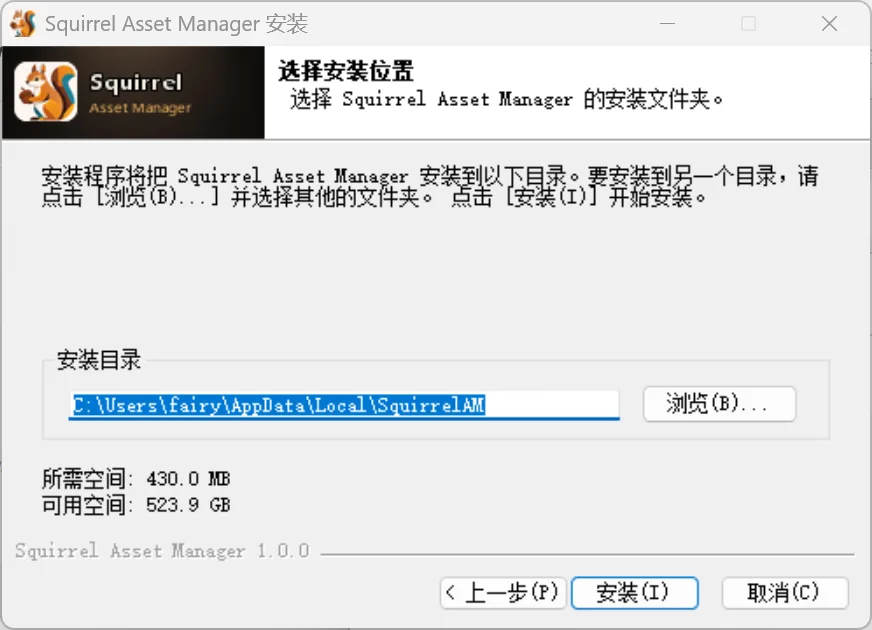 Squirrel Asset Manager 安装
Squirrel
Asset Manager
选择安装位置
选择 Squirrel Asset Manager 的安装文件夹。
安装程序将把 Squirrel Asset Manager 安装到以下目录。要安装到另一个目录，请
点击 [浏览(B)...] 并选择其他的文件夹。 点击 [安装(I)] 开始安装。
安装目录
C:\Users\fairy\AppData\Local\SquirrelAM
浏览(B)...
所需空间: 430.0 MB
可用空间: 523.9 GB
Squirrel Asset Manager 1.0.0
< 上一步(P)
安装(I)
取消(C)